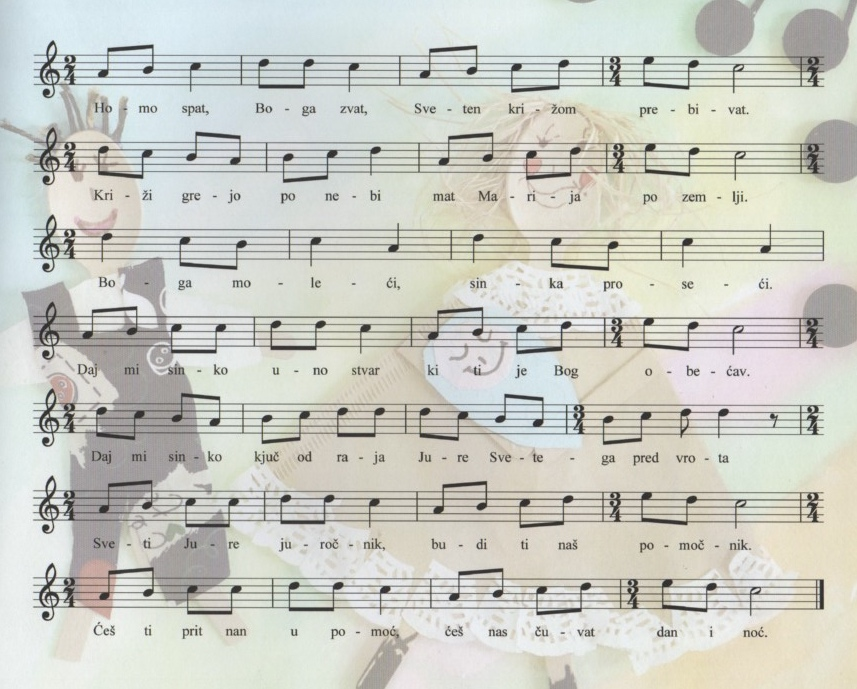 Ho - mo spat, Bo - ga zvat, Sve - ten kri - žom pre - bi - vat.
Kri - ži gre - jo po ne - bi mat Ma - ri - ja po zem - lji.
Bo - ga mo - le - ći, sin - ka pro - se - ći.
Daj mi sin - ko u - no stvar ki ti je Bog o - be - ćav.
Daj mi sin - ko ključ od ra - ja Ju - re Sve - te - ga pred vro - ta
Sve - ti Ju - re ju - roč - nik, bu - di ti naš po - moč - nik.
Ćeš ti prit nan u po - moć, ćeš nas ču - vat dan i noć.